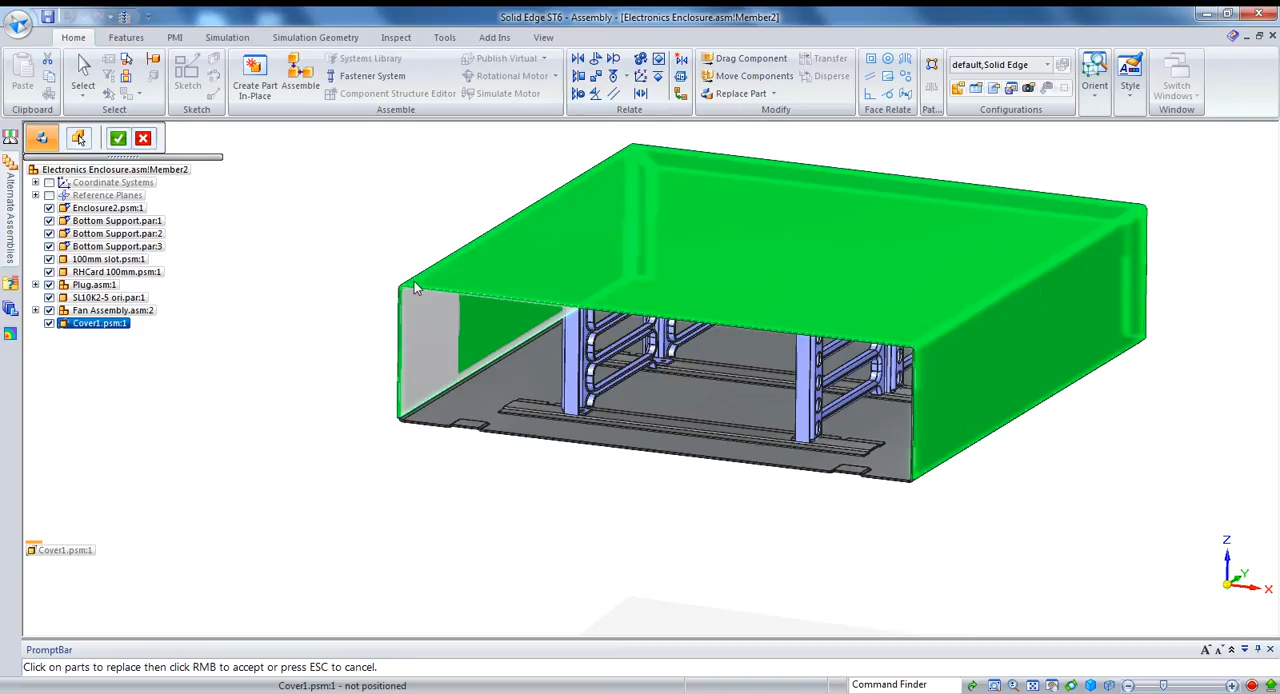 Solid Edge ST6 - Assembly - [Electronics Enclosure.asm!Member2]
Home Features PMI Simulation Simulation Geometry Inspect Tools Add Ins View
Paste Select Sketch Create Part In-Place Assemble
Systems Library Publish Virtual
Fastener System Rotational Motor
Component Structure Editor Simulate Motor
Drag Component Transfer
Move Components Disperse
Replace Part
default,Solid Edge
Orient Style Switch Windows
Clipboard Select Sketch Assemble Relate Modify Face Relate Pat... Configurations Window
Alternate Assemblies
Electronics Enclosure.asm!Member2
Coordinate Systems
Reference Planes
Enclosure2.psm:1
Bottom Support.par:1
Bottom Support.par:2
Bottom Support.par:3
100mm slot.psm:1
RHCard 100mm.psm:1
Plug.asm:1
SL10K2-5 ori.par:1
Fan Assembly.asm:2
Cover1.psm:1
Cover1.psm:1
Z
Y
X
PromptBar
Click on parts to replace then click RMB to accept or press ESC to cancel.
Cover1.psm:1 - not positioned
Command Finder